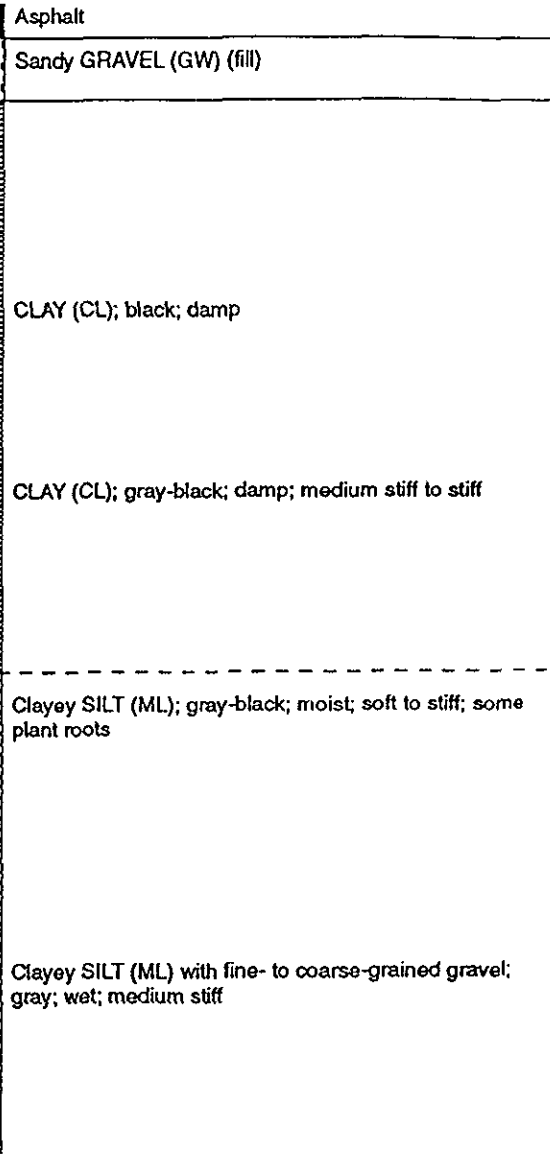 Asphalt
Sandy GRAVEL (GW) (fill)
CLAY (CL); black; damp
CLAY (CL); gray-black; damp; medium stiff to stiff
Clayey SILT (ML); gray-black; moist; soft to stiff; some
plant roots
Clayey SILT (ML) with fine- to coarse-grained gravel;
gray; wet; medium stiff